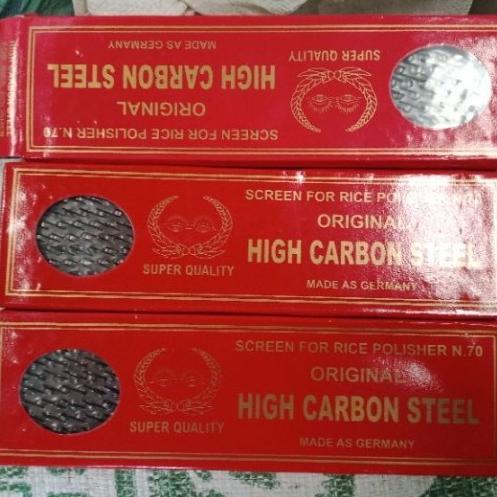 SCREEN FOR RICE POLISHER N.70
ORIGINAL
HIGH CARBON STEEL
MADE AS GERMANY
SUPER QUALITY
SCREEN FOR RICE POLISHER N.70
ORIGINAL
HIGH CARBON STEEL
MADE AS GERMANY
SUPER QUALITY
SCREEN FOR RICE POLISHER N.70
ORIGINAL
HIGH CARBON STEEL
MADE AS GERMANY
SUPER QUALITY